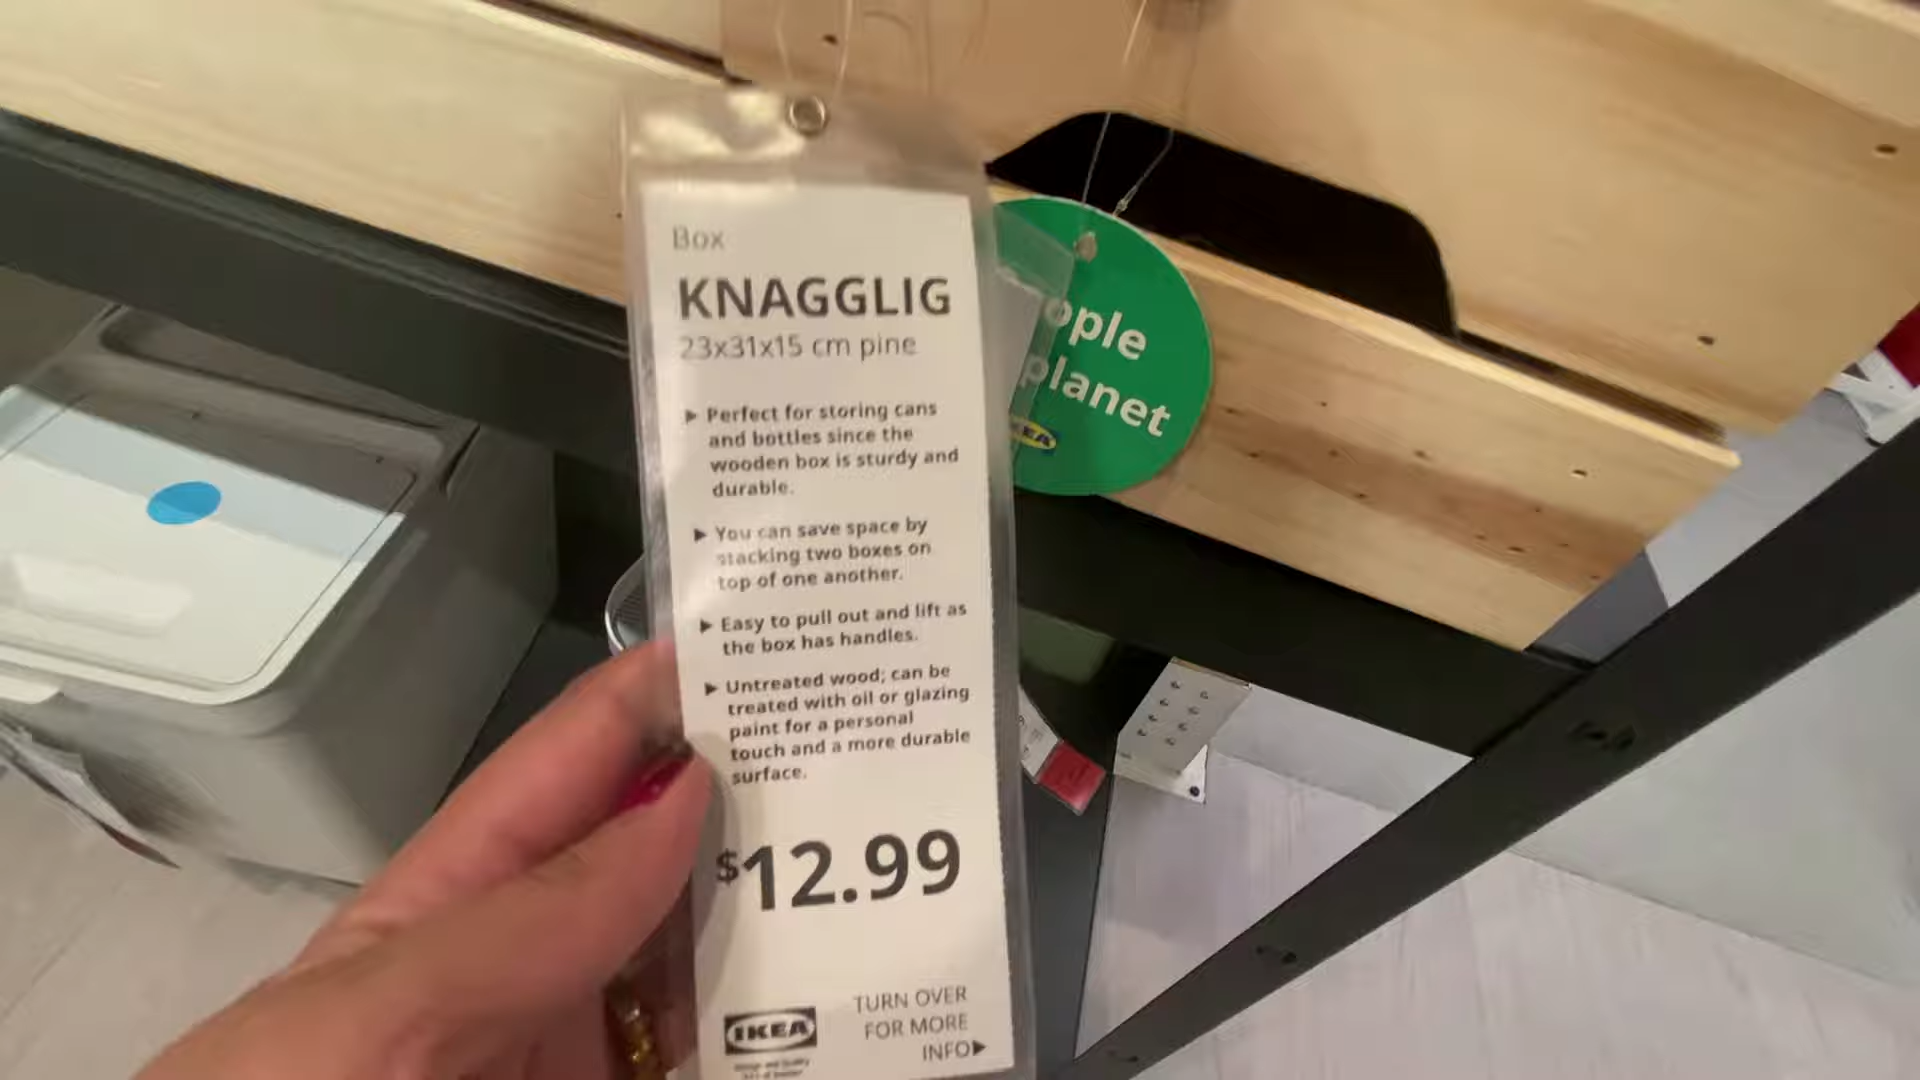 Box
KNAGGLIG
23x31x15 cm pine
▶ Perfect for storing cans
and bottles since the
wooden box is sturdy and
durable.
▶ You can save space by
stacking two boxes on
top of one another.
▶ Easy to pull out and lift as
the box has handles.
▶ Untreated wood; can be
treated with oil or glazing
paint for a personal
touch and a more durable
surface.
$12.99
IKEA
TURN OVER
FOR MORE
INFO▶
ople
planet